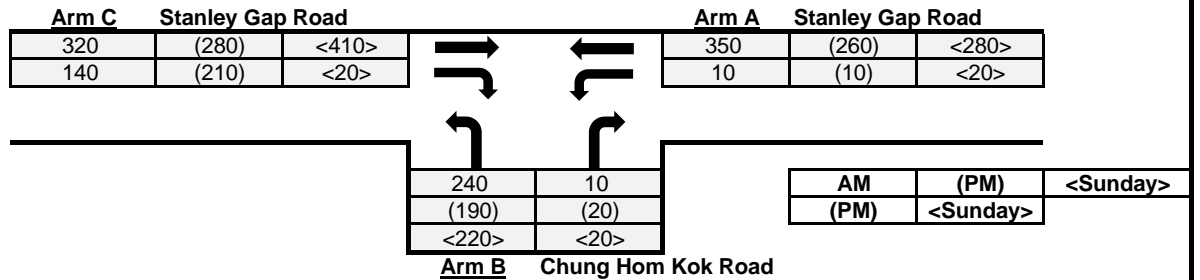 Arm C Stanley Gap Road Arm A Stanley Gap Road
320 (280) <410> 350 (260) <280>
140 (210) <20> 10 (10) <20>
240 10 AM (PM) <Sunday>
(190) (20) (PM) <Sunday>
<220> <20>
Arm B Chung Hom Kok Road